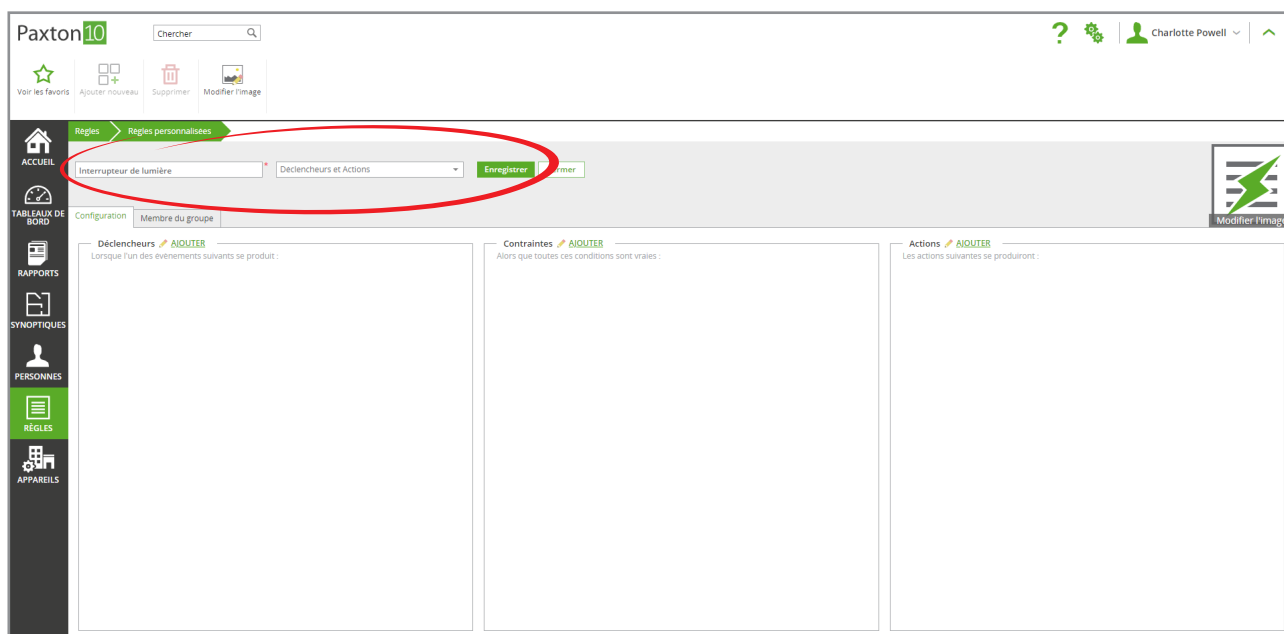 Paxton 10
Chercher
Charlotte Powell
Voir les favoris
Ajouter nouveau
Supprimer
Modifier l'image
Règles
Règles personnalisées
ACCUEIL
Interrupteur de lumière
*
Déclencheurs et Actions
Enregistrer
TABLEAUX DE
BORD
Configuration
Membre du groupe
Modifier l'image
Déclencheurs AJOUTER
Lorsque l'un des évènements suivants se produit :
Contraintes AJOUTER
Alors que toutes ces conditions sont vraies :
Actions AJOUTER
Les actions suivantes se produiront :
RAPPORTS
SYNOPTIQUES
PERSONNES
RÈGLES
APPAREILS